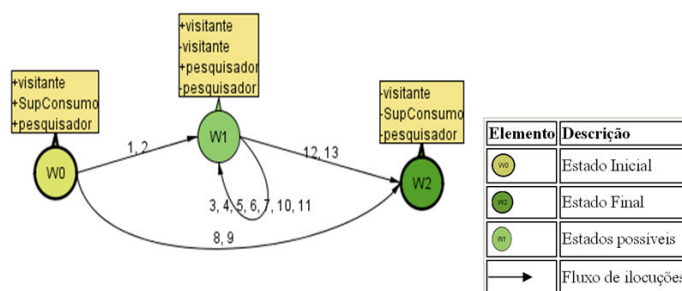 +visitante
-visitante
+pesquisador
-pesquisador
+visitante
+SupConsumo
+pesquisador
-visitante
-SupConsumo
-pesquisador
W0
1, 2
W1
12, 13
W2
3, 4, 5, 6, 7, 10, 11
8, 9
Elemento Descrição
W0 Estado Inicial
W2 Estado Final
W1 Estados possíveis
Fluxo de ilocuções